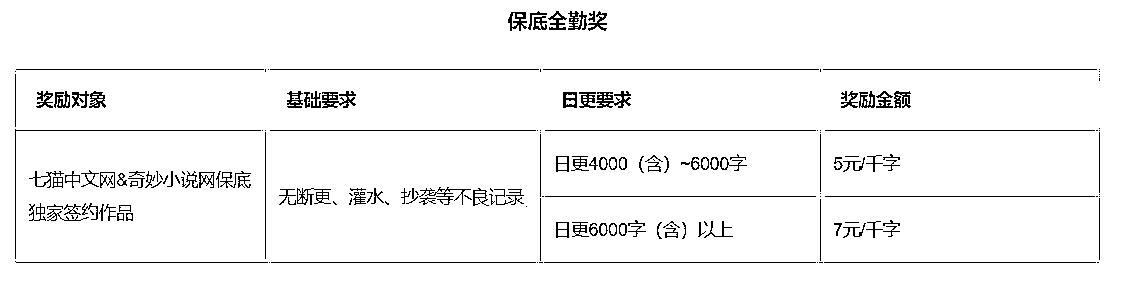 保底全勤奖
奖励对象 基础要求 日更要求 奖励金额
七猫中文网&奇妙小说网保底
独家签约作品
无断更、灌水、抄袭等不良记录
日更4000（含）~6000字 5元/千字
日更6000字（含）以上 7元/千字